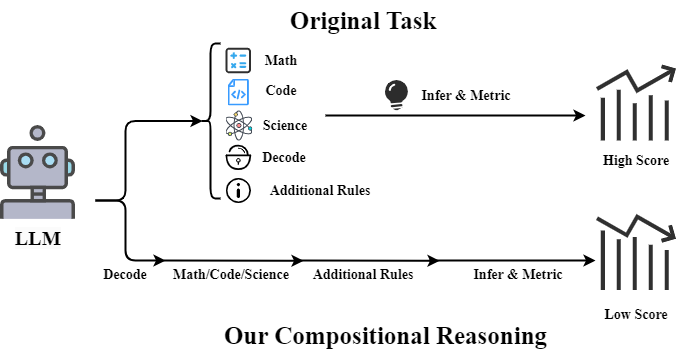 Original Task
Math
Code
Infer & Metric
Science
High Score
Decode
Additional Rules
LLM
Decode
Math/Code/Science
Additional Rules
Infer & Metric
Low Score
Our Compositional Reasoning